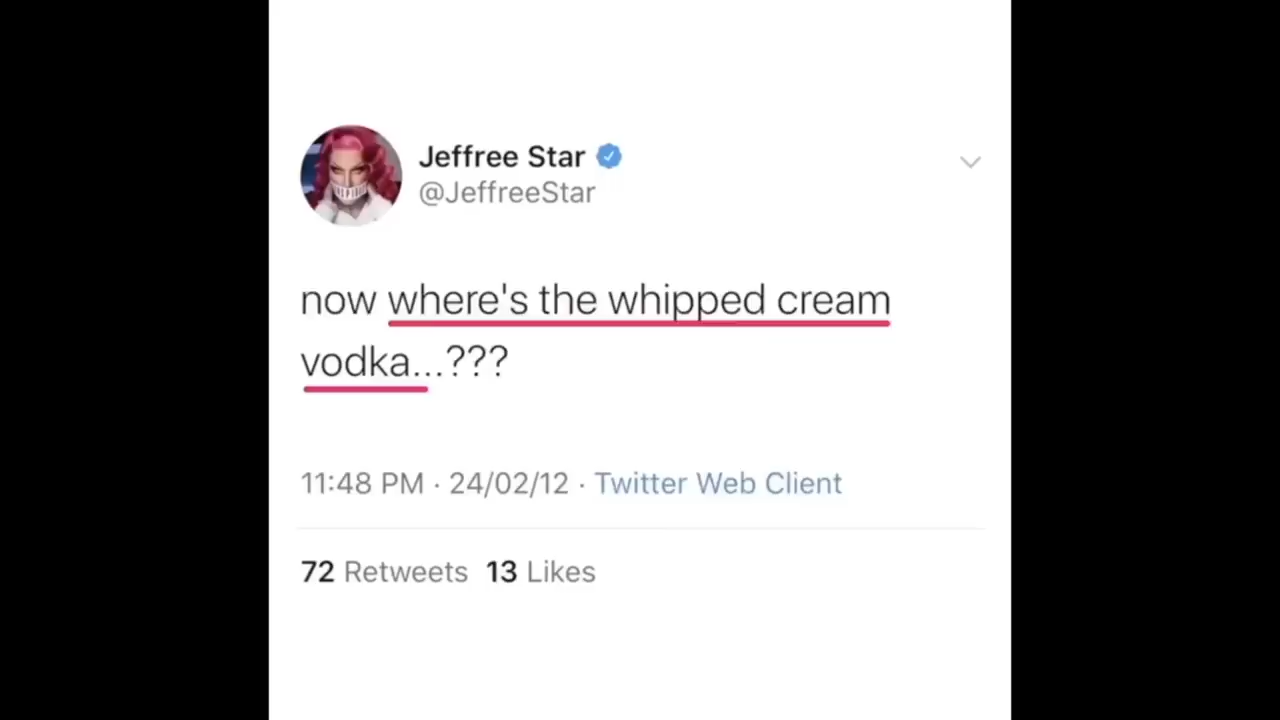 Jeffree Star
@JeffreeStar
now where's the whipped cream
vodka...???
11:48 PM · 24/02/12 · Twitter Web Client
72 Retweets 13 Likes